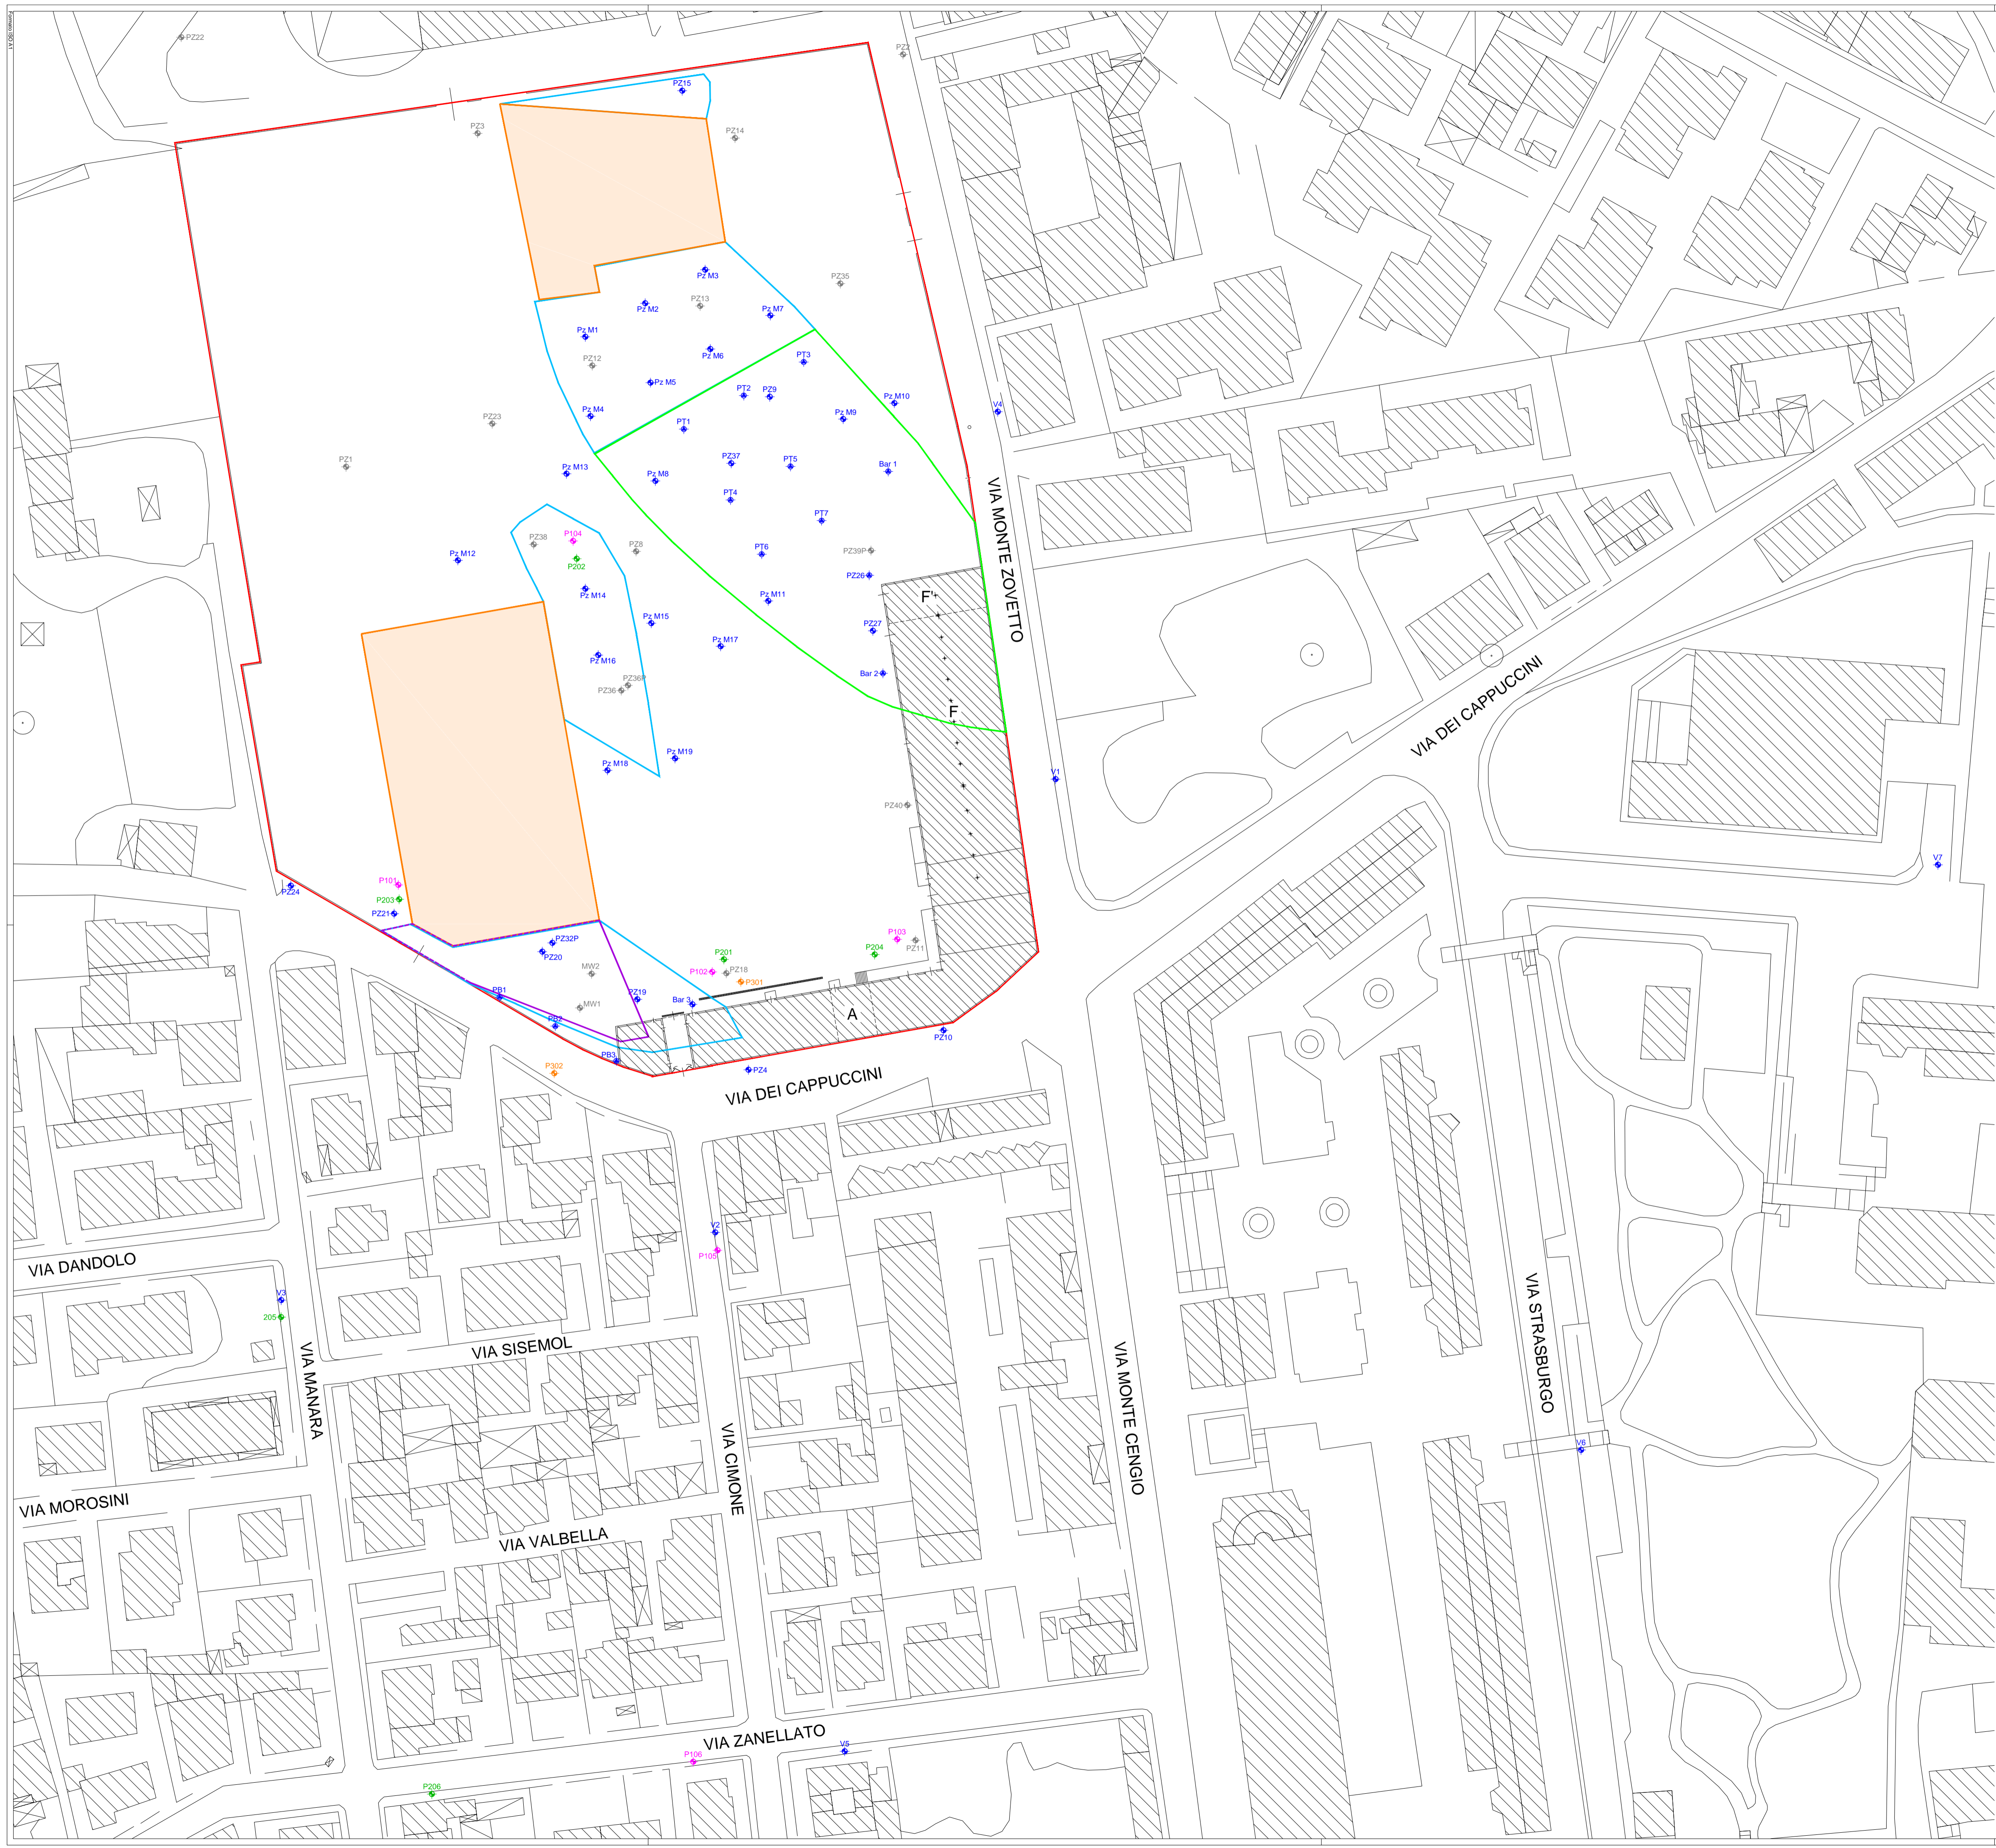 Formato ISO A1
PZ22
PZ2
PZ15
PZ3
PZ14
Pz M3
PZ35
PZ13
Pz M2
Pz M7
Pz M1
Pz M6
PT3
PZ12
Pz M5
PT2
PZ9
Pz M10
V4
Pz M4
Pz M9
PZ23
PT1
PZ1
Pz M13
PZ37
PT5
Bar 1
Pz M8
PT4
PT7
VIA MONTE ZOVETTO
P104
PZ38
PZ8
PZ39P
Pz M12
P202
PT6
PZ26
Pz M14
Pz M11
F'
Pz M15
PZ27
Pz M17
Pz M16
Bar 2
PZ36P
PZ36
F
VIA DEI CAPPUCCINI
Pz M19
Pz M18
V1
PZ40
V7
P101
PZ24
P203
PZ21
PZ32P
PZ20
P103
PZ11
P204
P201
MW2
P102
PZ18
P301
PB1
PZ19
Bar 3
MW1
A
PB2
PZ10
PB3
P302
PZ4
VIA DEI CAPPUCCINI
V2
P105
VIA DANDOLO
V3
205
VIA MANARA
VIA SISEMOL
VIA MONTE CENGIO
VIA STRASBURGO
VIA CIMONE
V6
VIA MOROSINI
VIA VALBELLA
VIA ZANELLATO
V5
P106
P206